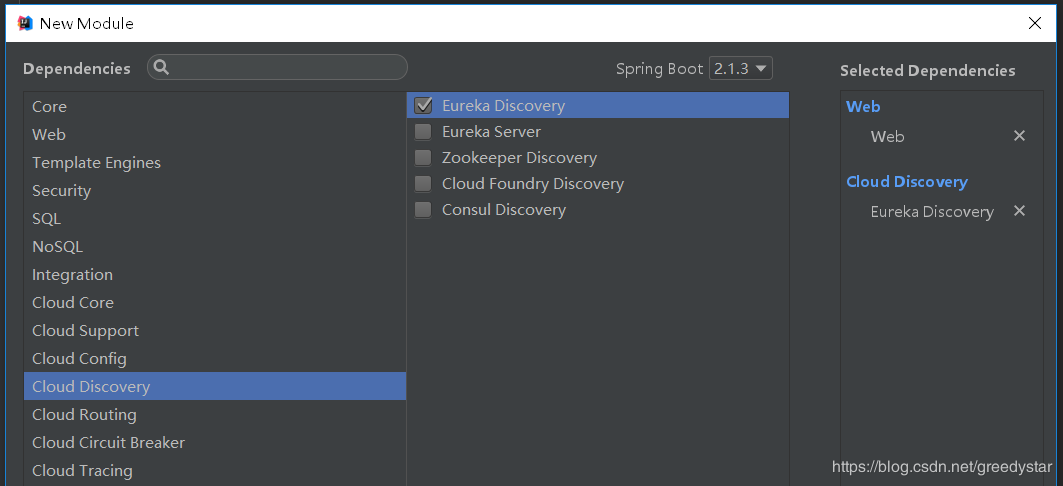 New Module
Dependencies
Spring Boot 2.1.3
Selected Dependencies
Core
Web
Template Engines
Security
SQL
NoSQL
Integration
Cloud Core
Cloud Support
Cloud Config
Cloud Discovery
Cloud Routing
Cloud Circuit Breaker
Cloud Tracing
Eureka Discovery
Eureka Server
Zookeeper Discovery
Cloud Foundry Discovery
Consul Discovery
Web
Web
Cloud Discovery
Eureka Discovery
https://blog.csdn.net/greedystar